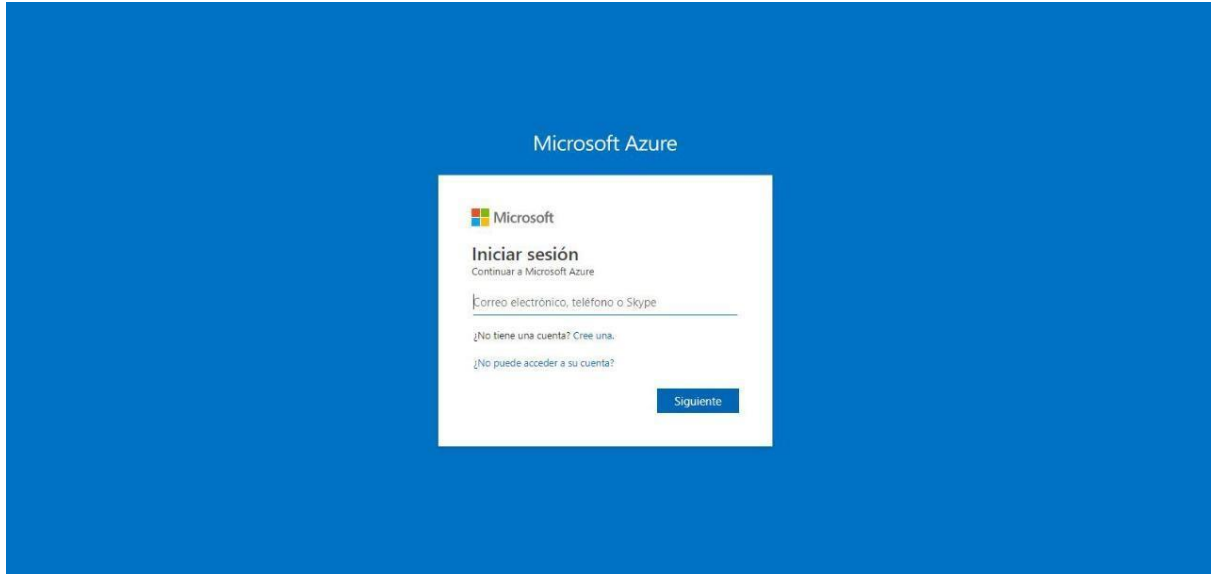 Microsoft Azure
Microsoft
Iniciar sesión
Continuar a Microsoft Azure
Correo electrónico, teléfono o Skype
¿No tiene una cuenta? Cree una.
¿No puede acceder a su cuenta?
Siguiente